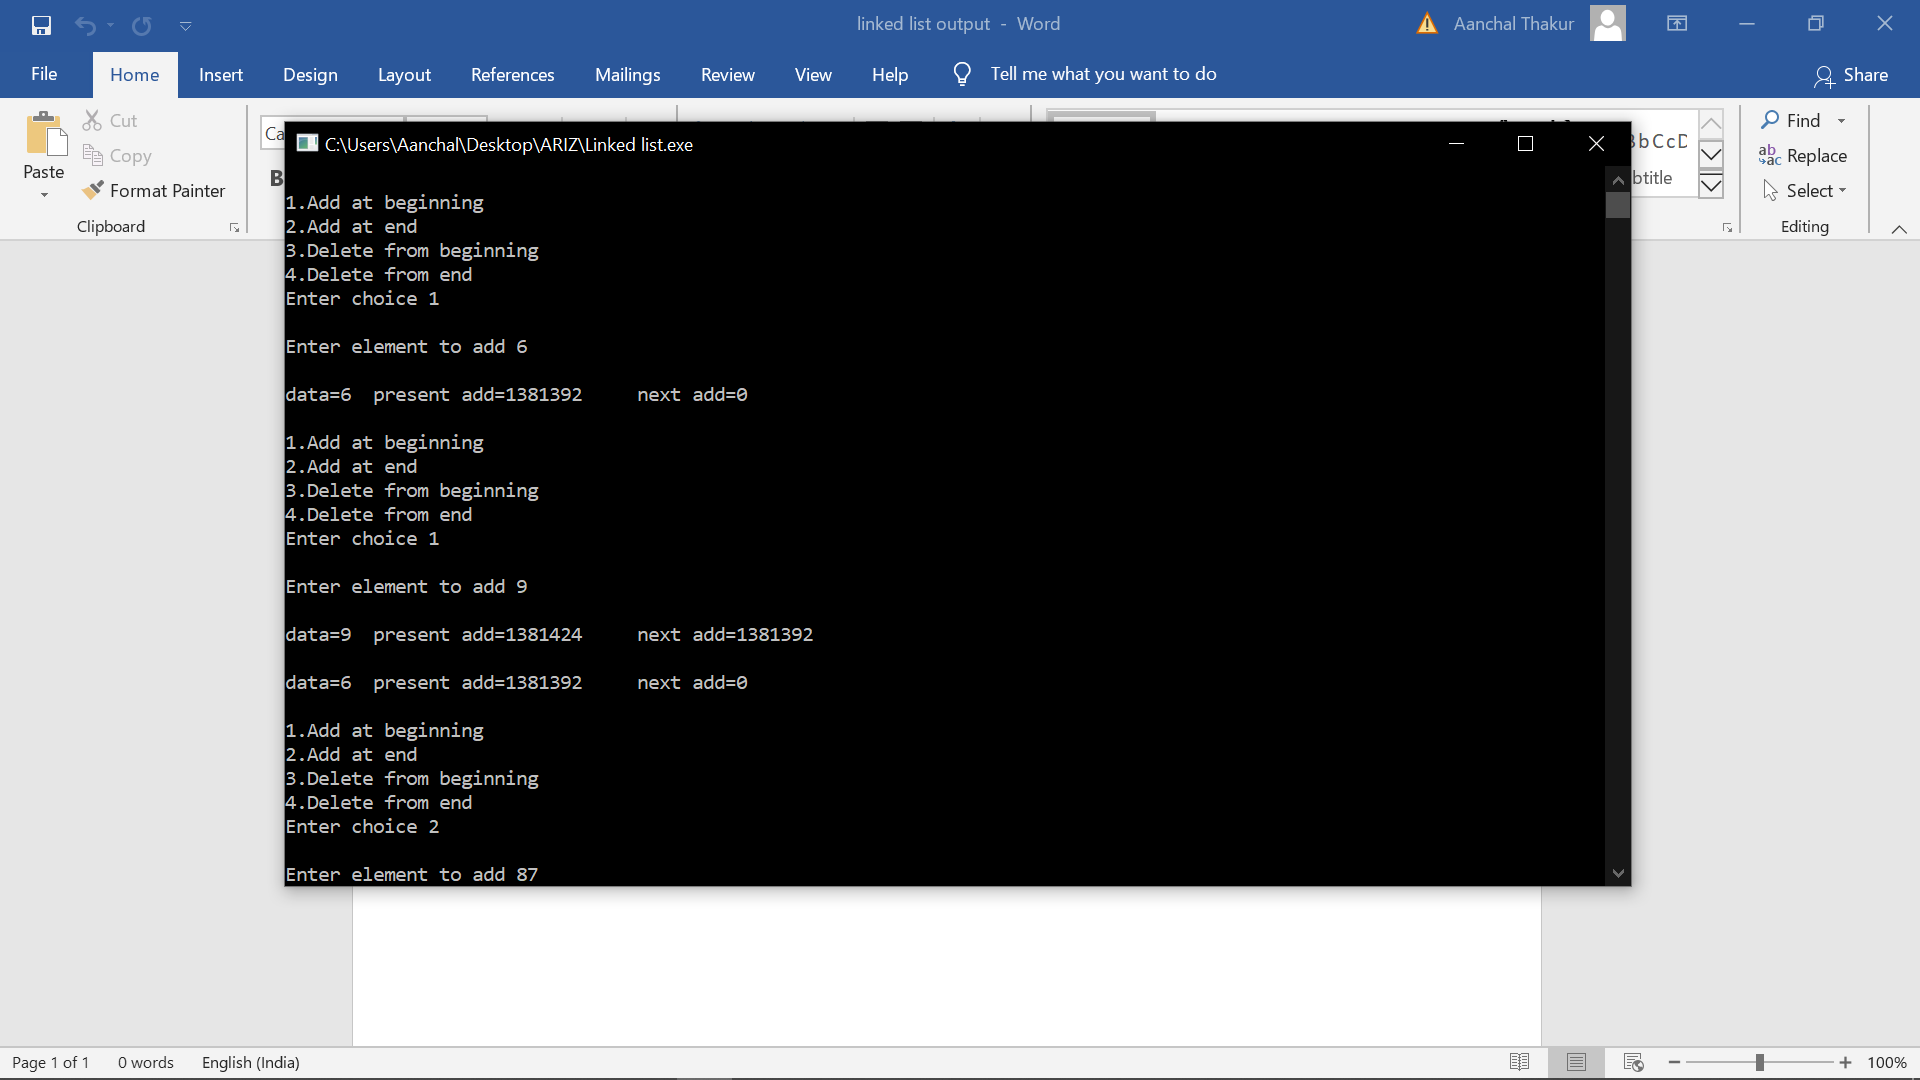 linked list output - Word
Aanchal Thakur
File Home Insert Design Layout References Mailings Review View Help Tell me what you want to do Share
Paste
Cut
Copy
Format Painter
Clipboard
Ca
B
bCcD
btitle
Find
Replace
Select
Editing
C:\Users\Aanchal\Desktop\ARIZ\Linked list.exe
1.Add at beginning
2.Add at end
3.Delete from beginning
4.Delete from end
Enter choice 1
Enter element to add 6
data=6 present add=1381392 next add=0
1.Add at beginning
2.Add at end
3.Delete from beginning
4.Delete from end
Enter choice 1
Enter element to add 9
data=9 present add=1381424 next add=1381392
data=6 present add=1381392 next add=0
1.Add at beginning
2.Add at end
3.Delete from beginning
4.Delete from end
Enter choice 2
Enter element to add 87
Page 1 of 1 0 words English (India) 100%